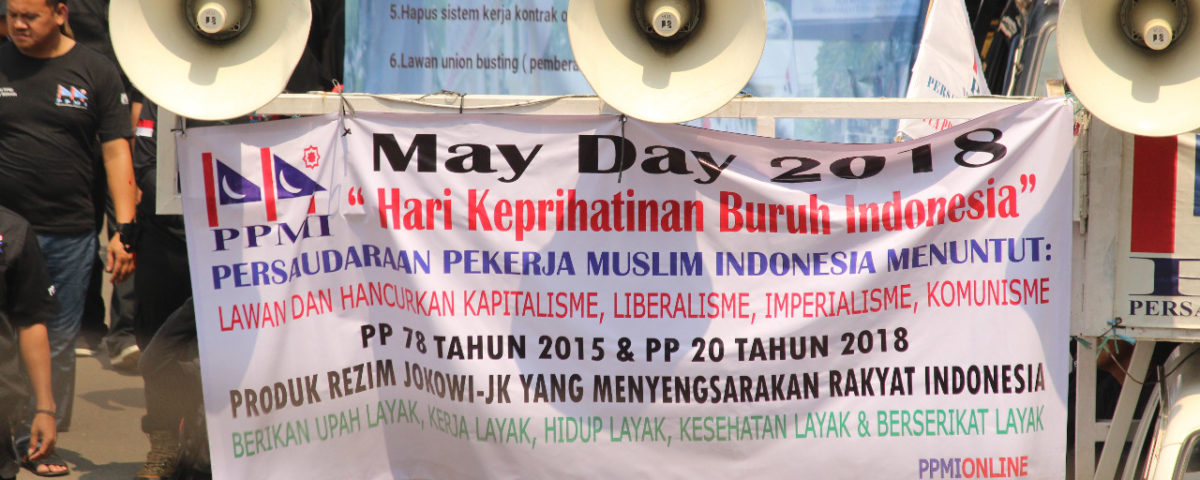 5.Hapus sistem kerja kontrak
6.Lawan union busting (
May Day 2018
“ Hari Keprihatinan Buruh Indonesia”
PPMI
PERSAUDARAAN PEKERJA MUSLIM INDONESIA MENUNTUT:
LAWAN DAN HANCURKAN KAPITALISME, LIBERALISME, IMPERIALISME, KOMUNISME
PP 78 TAHUN 2015 & PP 20 TAHUN 2018
PRODUK REZIM JOKOWI-JK YANG MENYENGSARAKAN RAKYAT INDONESIA
BERIKAN UPAH LAYAK, KERJA LAYAK, HIDUP LAYAK, KESEHATAN LAYAK & BERSERIKAT LAYAK
PPMIONLINE